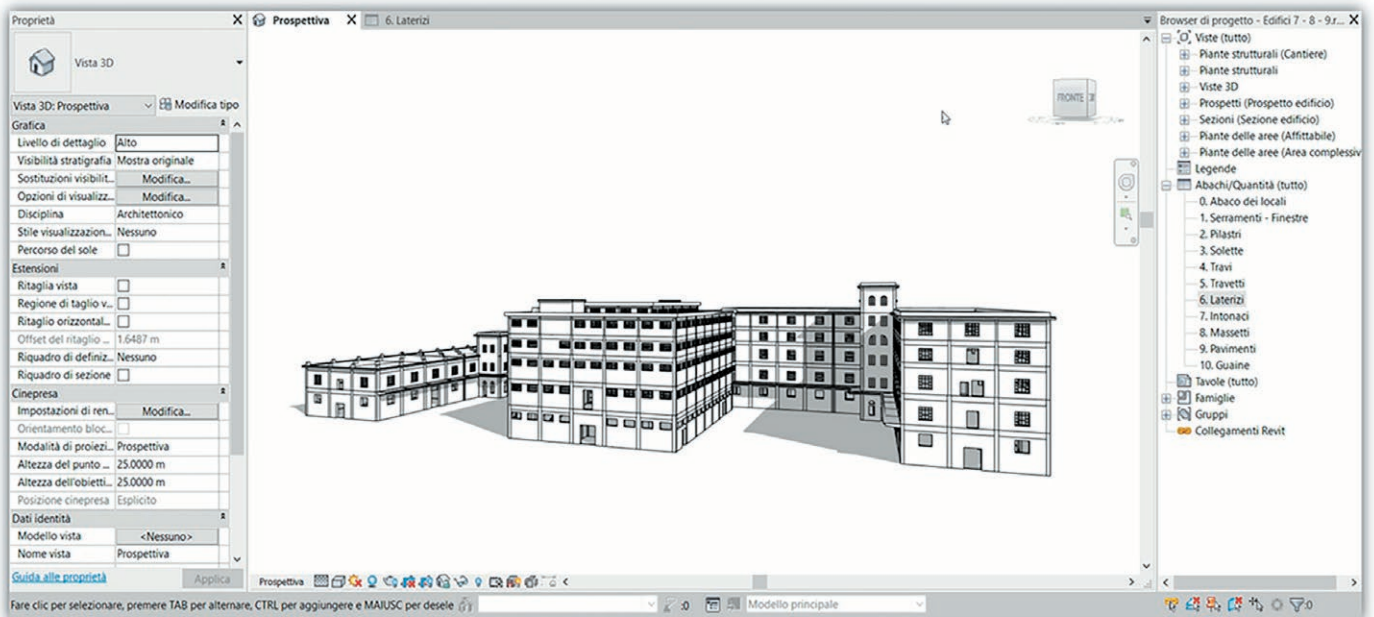 Proprietà
Prospettiva
6. Laterizi
Browser di progetto - Edifici 7 - 8 - 9.r...
Vista 3D
Vista 3D: Prospettiva
Modifica tipo
Grafica
Livello di dettaglio Alto
Visibilità stratigrafia Mostra originale
Sostituzioni visibilit... Modifica...
Opzioni di visualizz... Modifica...
Disciplina Architettonico
Stile visualizzazion... Nessuno
Percorso del sole
Estensioni
Ritaglia vista
Regione di taglio v...
Ritaglio orizzontal...
Offset del ritaglio ... 1.6487 m
Riquadro di definiz... Nessuno
Riquadro di sezione
Cinepresa
Impostazioni di ren... Modifica...
Orientamento bloc...
Modalità di proiezi... Prospettiva
Altezza del punto ... 25.0000 m
Altezza dell'obietti... 25.0000 m
Posizione cinepresa Esplicito
Dati identità
Modello vista <Nessuno>
Nome vista Prospettiva
Guida alle proprietà
Applica
FRONTE
Prospettiva
Viste (tutto)
Piante strutturali (Cantiere)
Piante strutturali
Viste 3D
Prospetti (Prospetto edificio)
Sezioni (Sezione edificio)
Piante delle aree (Affittabile)
Piante delle aree (Area complessiv
Legende
Abachi/Quantità (tutto)
0. Abaco dei locali
1. Serramenti - Finestre
2. Pilastri
3. Solette
4. Travi
5. Travetti
6. Laterizi
7. Intonaci
8. Massetti
9. Pavimenti
10. Guaine
Tavole (tutto)
Famiglie
Gruppi
Collegamenti Revit
Fare clic per selezionare, premere TAB per alternare, CTRL per aggiungere e MAIUSC per desele
:0
Modello principale
:0